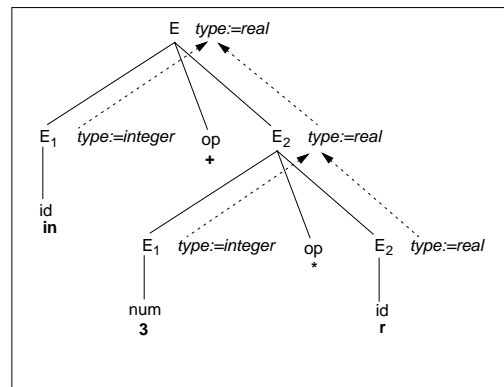 E type:=real
E1 type:=integer op E2 type:=real
+
id
in
E1 type:=integer op E2 type:=real
*
num id
3 r